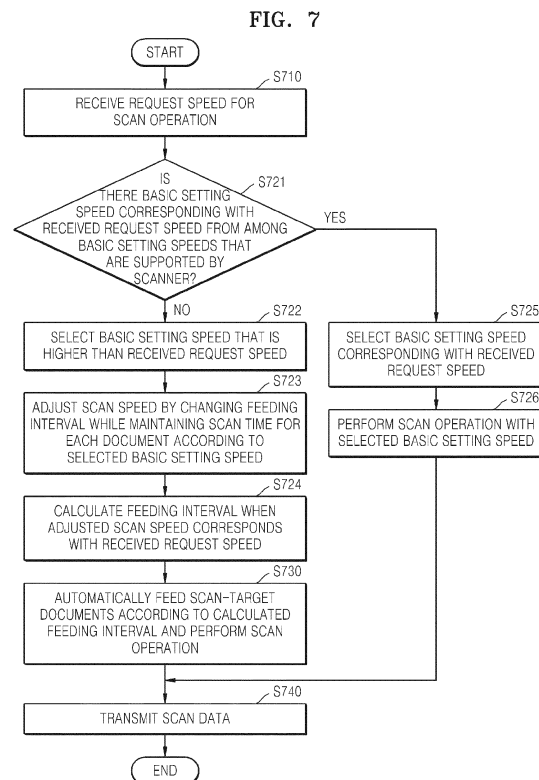 FIG. 7
START
S710
RECEIVE REQUEST SPEED FOR
SCAN OPERATION
S721
IS
THERE BASIC SETTING
SPEED CORRESPONDING WITH
RECEIVED REQUEST SPEED FROM AMONG
BASIC SETTING SPEEDS THAT
ARE SUPPORTED BY
SCANNER?
YES
NO
S722
SELECT BASIC SETTING SPEED THAT IS
HIGHER THAN RECEIVED REQUEST SPEED
S723
ADJUST SCAN SPEED BY CHANGING FEEDING
INTERVAL WHILE MAINTAINING SCAN TIME FOR
EACH DOCUMENT ACCORDING TO
SELECTED BASIC SETTING SPEED
S724
CALCULATE FEEDING INTERVAL WHEN
ADJUSTED SCAN SPEED CORRESPONDS
WITH RECEIVED REQUEST SPEED
S730
AUTOMATICALLY FEED SCAN-TARGET
DOCUMENTS ACCORDING TO CALCULATED
FEEDING INTERVAL AND PERFORM SCAN
OPERATION
S725
SELECT BASIC SETTING SPEED
CORRESPONDING WITH RECEIVED
REQUEST SPEED
S726
PERFORM SCAN OPERATION WITH
SELECTED BASIC SETTING SPEED
S740
TRANSMIT SCAN DATA
END